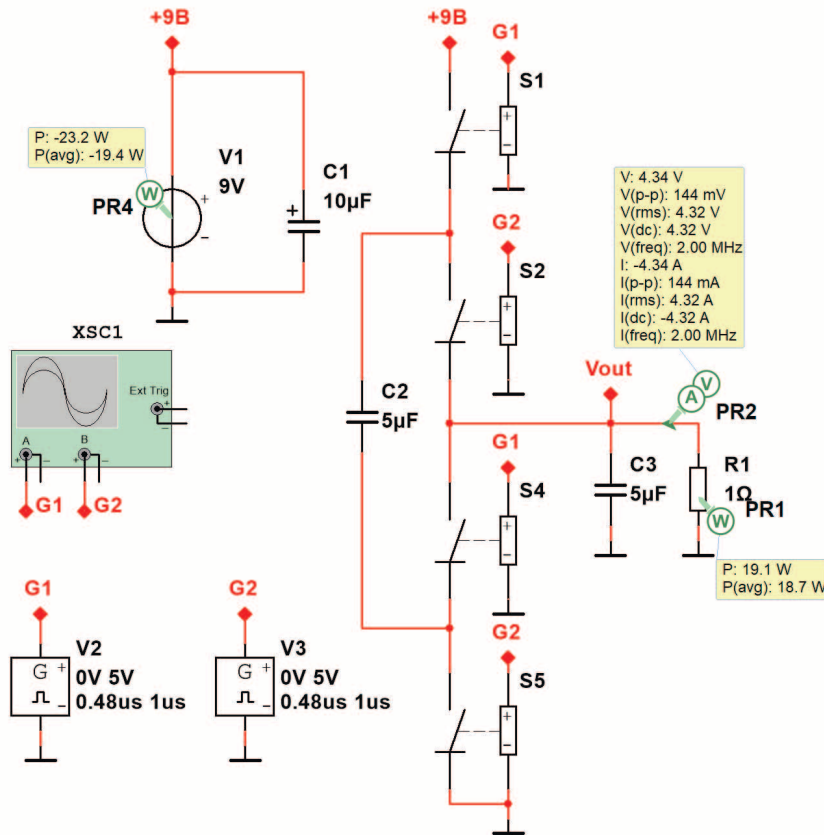 +9B
+9B
G1
S1
P: -23.2 W
P(avg): -19.4 W
W
PR4
V1
9V
+
−
C1
+
10µF
+
−
G2
S2
+
−
V: 4.34 V
V(p-p): 144 mV
V(rms): 4.32 V
V(dc): 4.32 V
V(freq): 2.00 MHz
I: -4.34 A
I(p-p): 144 mA
I(rms): 4.32 A
I(dc): -4.32 A
I(freq): 2.00 MHz
XSC1
Ext Trig
+
−
A
B
+
−
+
−
G1
G2
C2
5µF
Vout
V
A
PR2
G1
S4
+
−
C3
5µF
R1
1Ω
W
PR1
P: 19.1 W
P(avg): 18.7 W
G1
G
+
−
V2
0V 5V
0.48us 1us
G2
G
+
−
V3
0V 5V
0.48us 1us
G2
S5
+
−